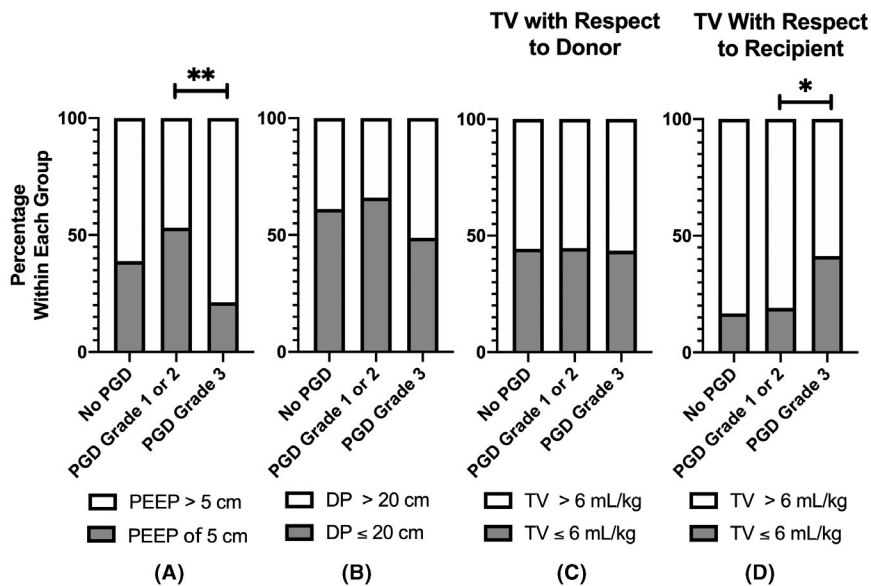 TV with Respect
to Donor
TV With Respect
to Recipient
**
*
Percentage
Within Each Group
100
50
0
No PGD
PGD Grade 1 or 2
PGD Grade 3
PEEP > 5 cm
PEEP of 5 cm
(A)
100
50
0
No PGD
PGD Grade 1 or 2
PGD Grade 3
DP > 20 cm
DP ≤ 20 cm
(B)
100
50
0
No PGD
PGD Grade 1 or 2
PGD Grade 3
TV > 6 mL/kg
TV ≤ 6 mL/kg
(C)
100
50
0
No PGD
PGD Grade 1 or 2
PGD Grade 3
TV > 6 mL/kg
TV ≤ 6 mL/kg
(D)